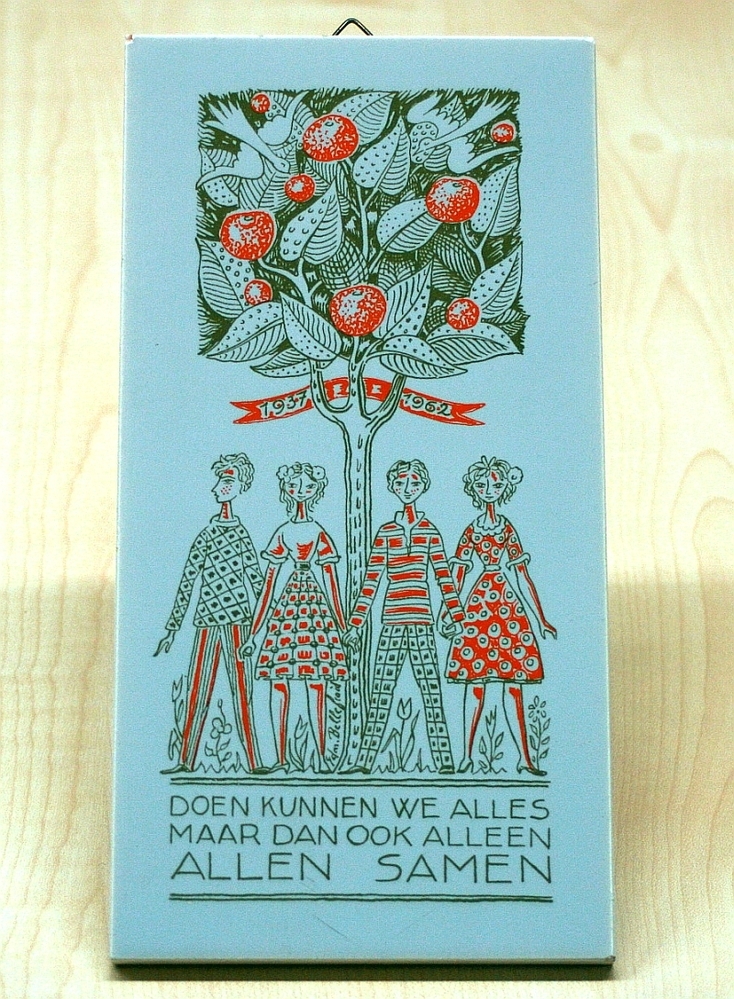 1937 1962
DOEN KUNNEN WE ALLES
MAAR DAN OOK ALLEEN
ALLEN SAMEN